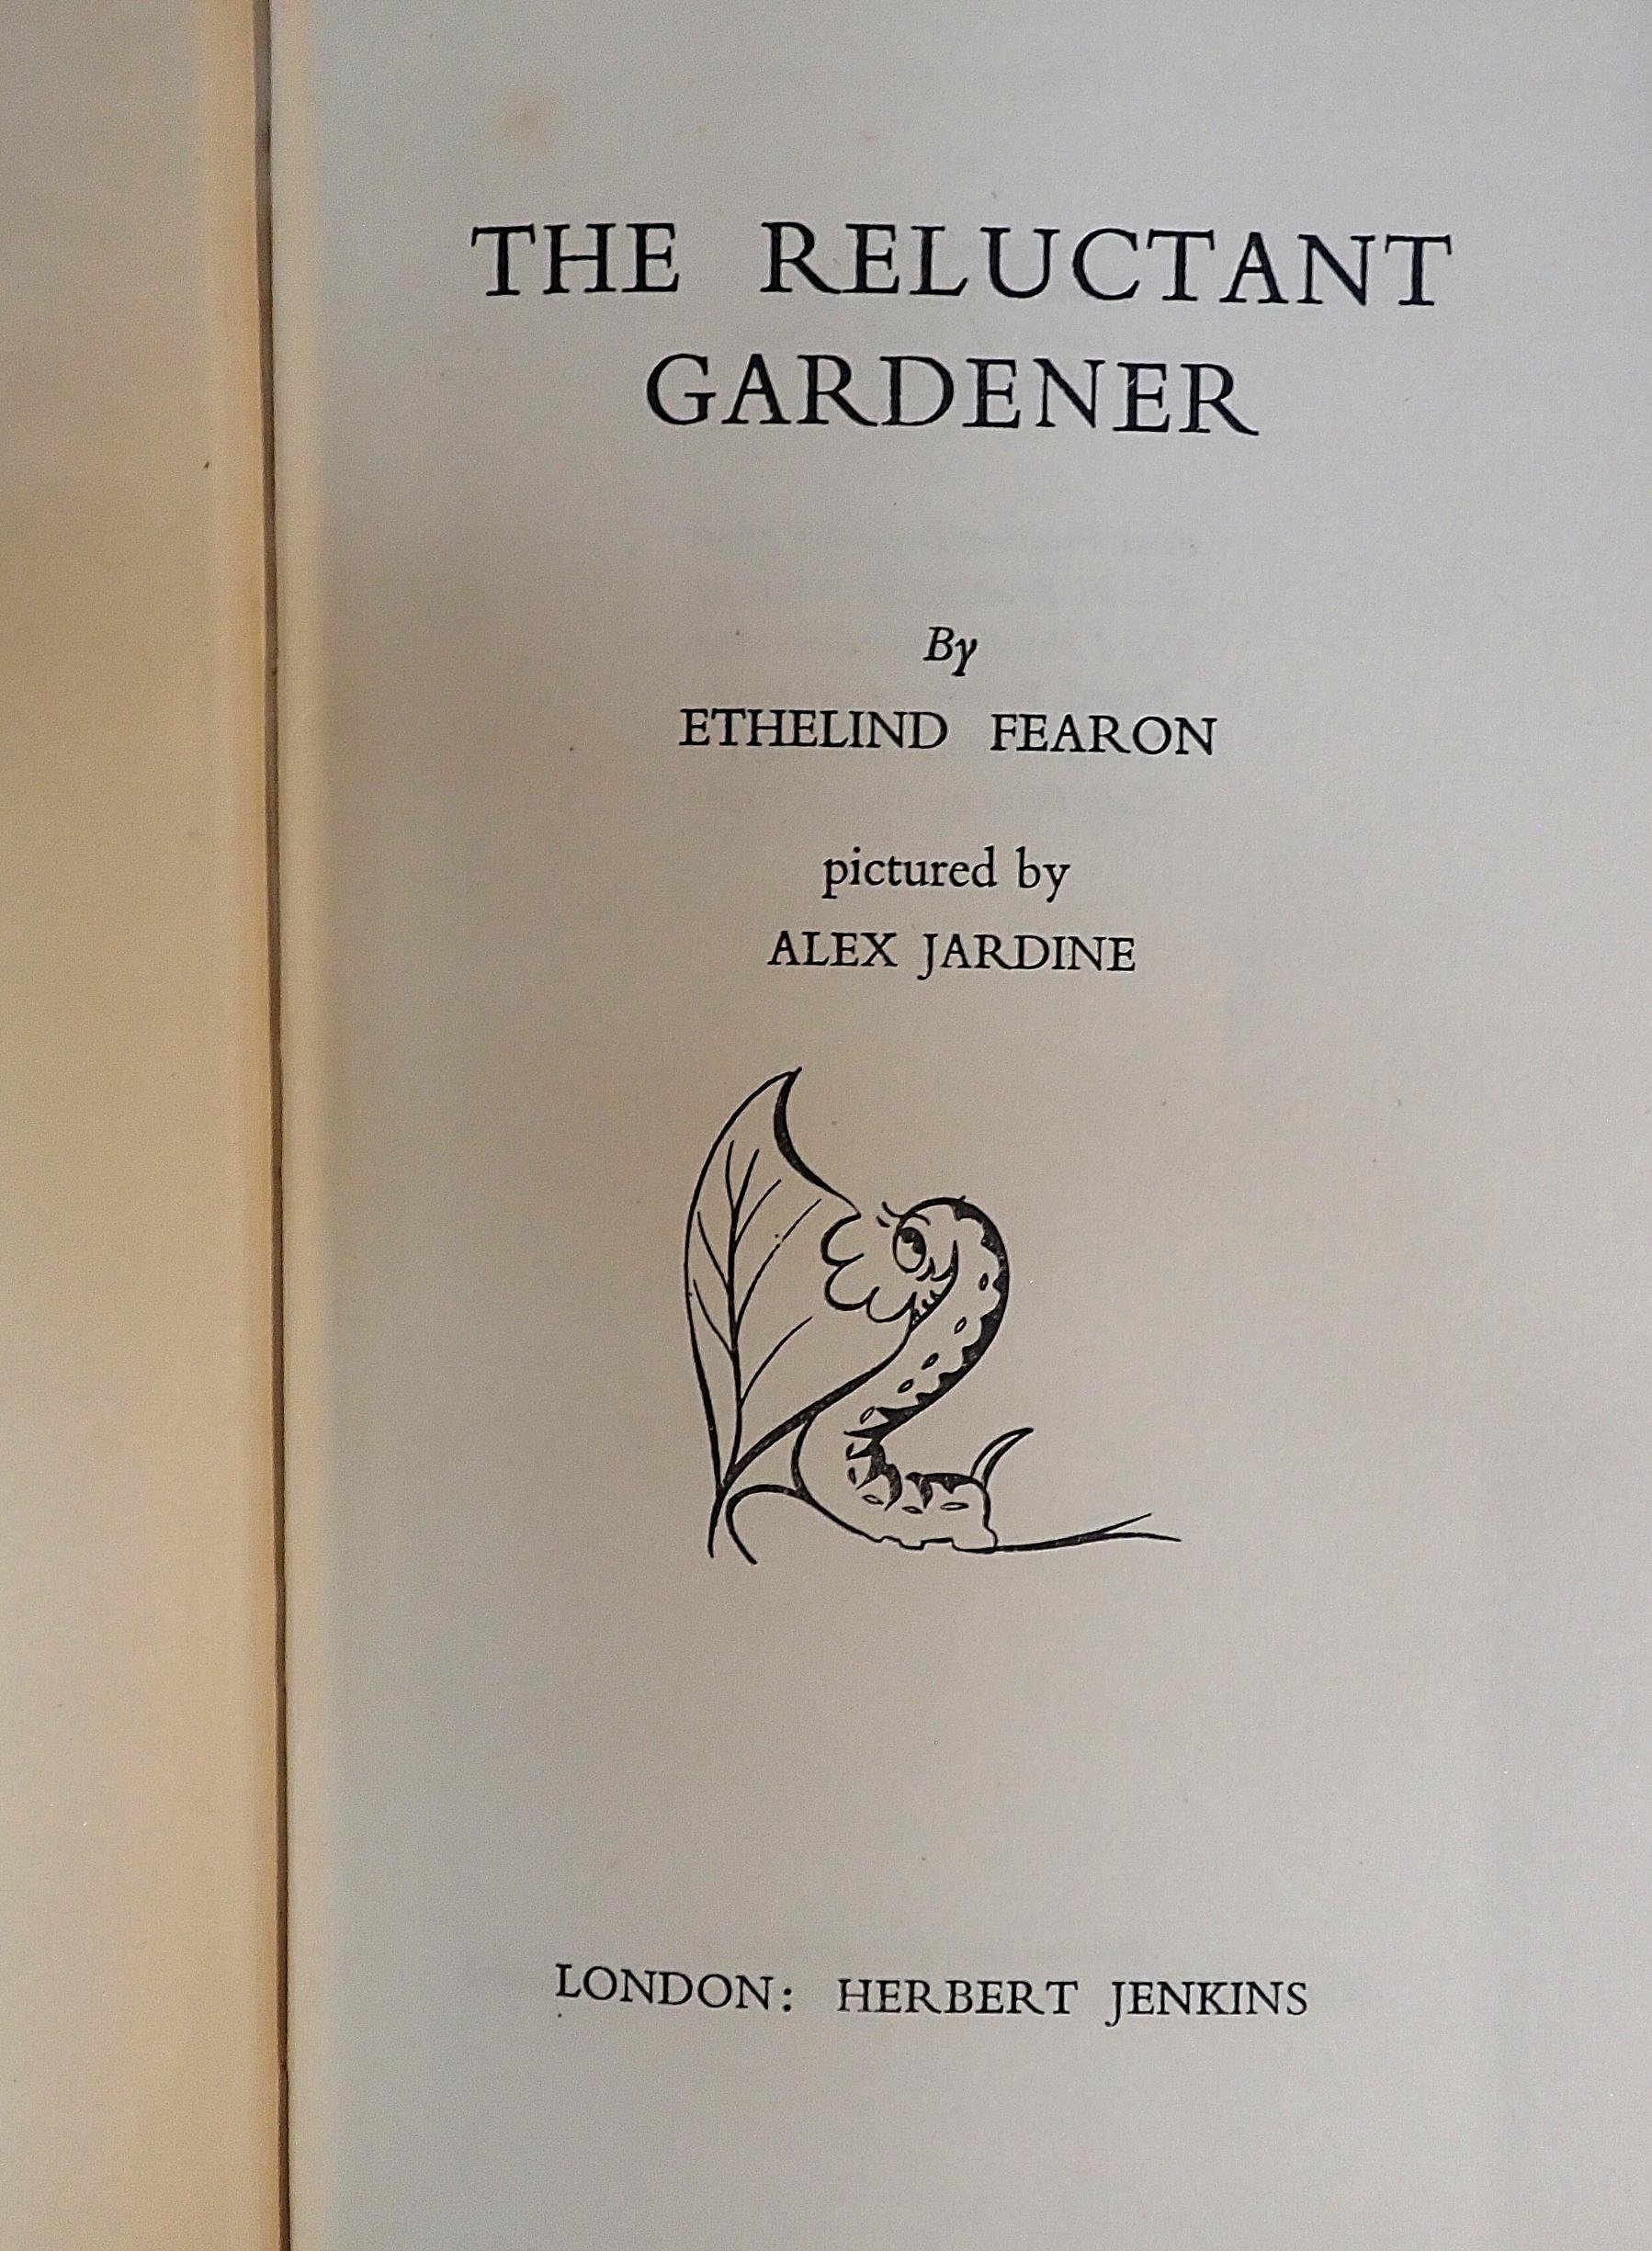 THE RELUCTANT
GARDENER
By
ETHELIND FEARON
pictured by
ALEX JARDINE
LONDON: HERBERT JENKINS